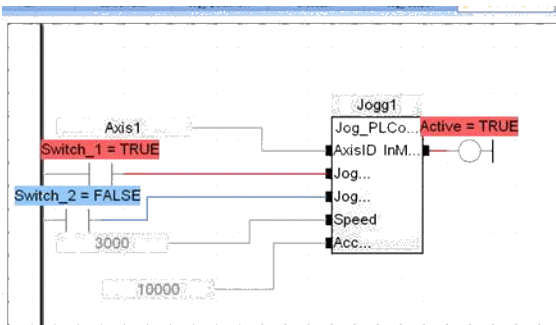 Jogg1
Axis1
Jog_PLCo...
Active = TRUE
Switch_1 = TRUE
AxisID InM...
Jog...
Switch_2 = FALSE
Jog...
Speed
3000
Acc...
10000